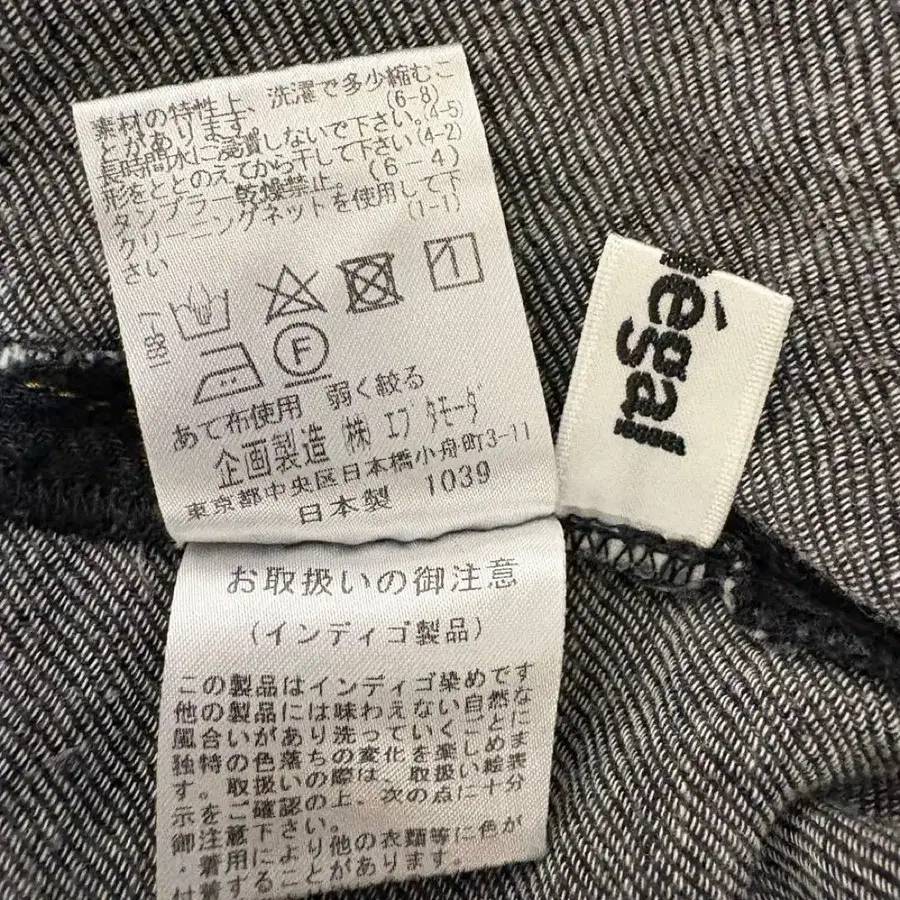 素材の特性上、洗濯で多少縮むこ
とがあります (6-8)
長時間水に浸置しないで下さい。(4-5)
形をととのえてから干して下さい(4-2)
タンブラー乾燥禁止。(6-4)
クリーニングネットを使用して下
さい (1-1)
F
あて布使用 弱く絞る
企画製造 (株) エプタモーダ
東京都中央区日本橋小舟町3-11
日本製 1039
égal
お取扱いの御注意
(インディゴ製品)
この製品はインディゴ染めです
他の製品には味わえない自然な
風合いがあり洗っていくごとに
独特の色落ちの変化を楽しめま
す。取扱いの際は、取扱い絵表
示をご確認の上、次の点に十分
御注意下さい。
・着用により他の衣類等に色が
付着する